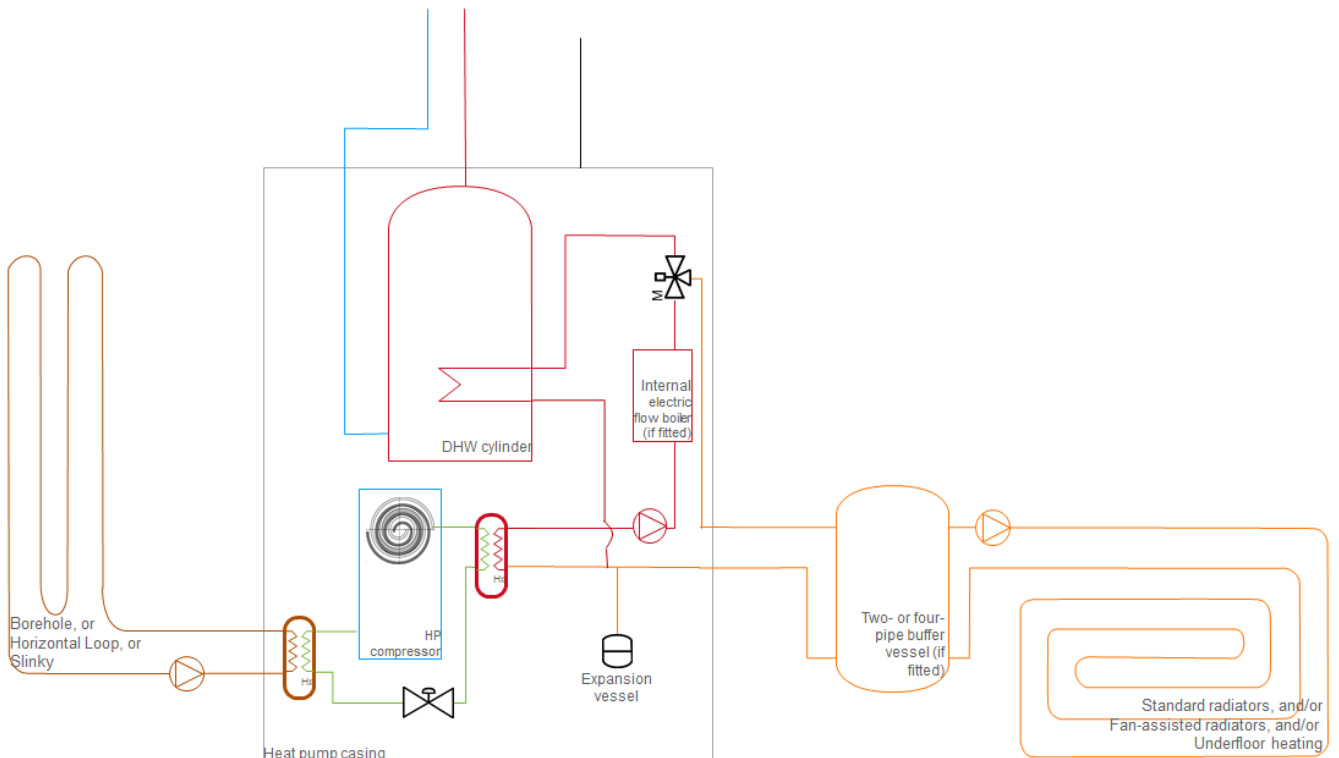 M
Internal
electric
flow boiler
(if fitted)
DHW cylinder
Hx
HP
compressor
Borehole, or
Horizontal Loop, or
Slinky
Hx
Expansion
vessel
Two- or four-
pipe buffer
vessel (if
fitted)
Standard radiators, and/or
Fan-assisted radiators, and/or
Underfloor heating
Heat pump casing